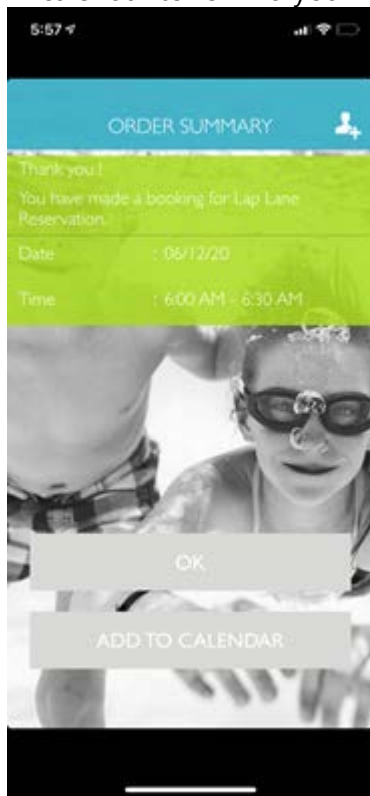 5:57
ORDER SUMMARY
Thank you !
You have made a booking for Lap Lane
Reservation.
Date : 06/12/20
Time : 6:00 AM - 6:30 AM
OK
ADD TO CALENDAR